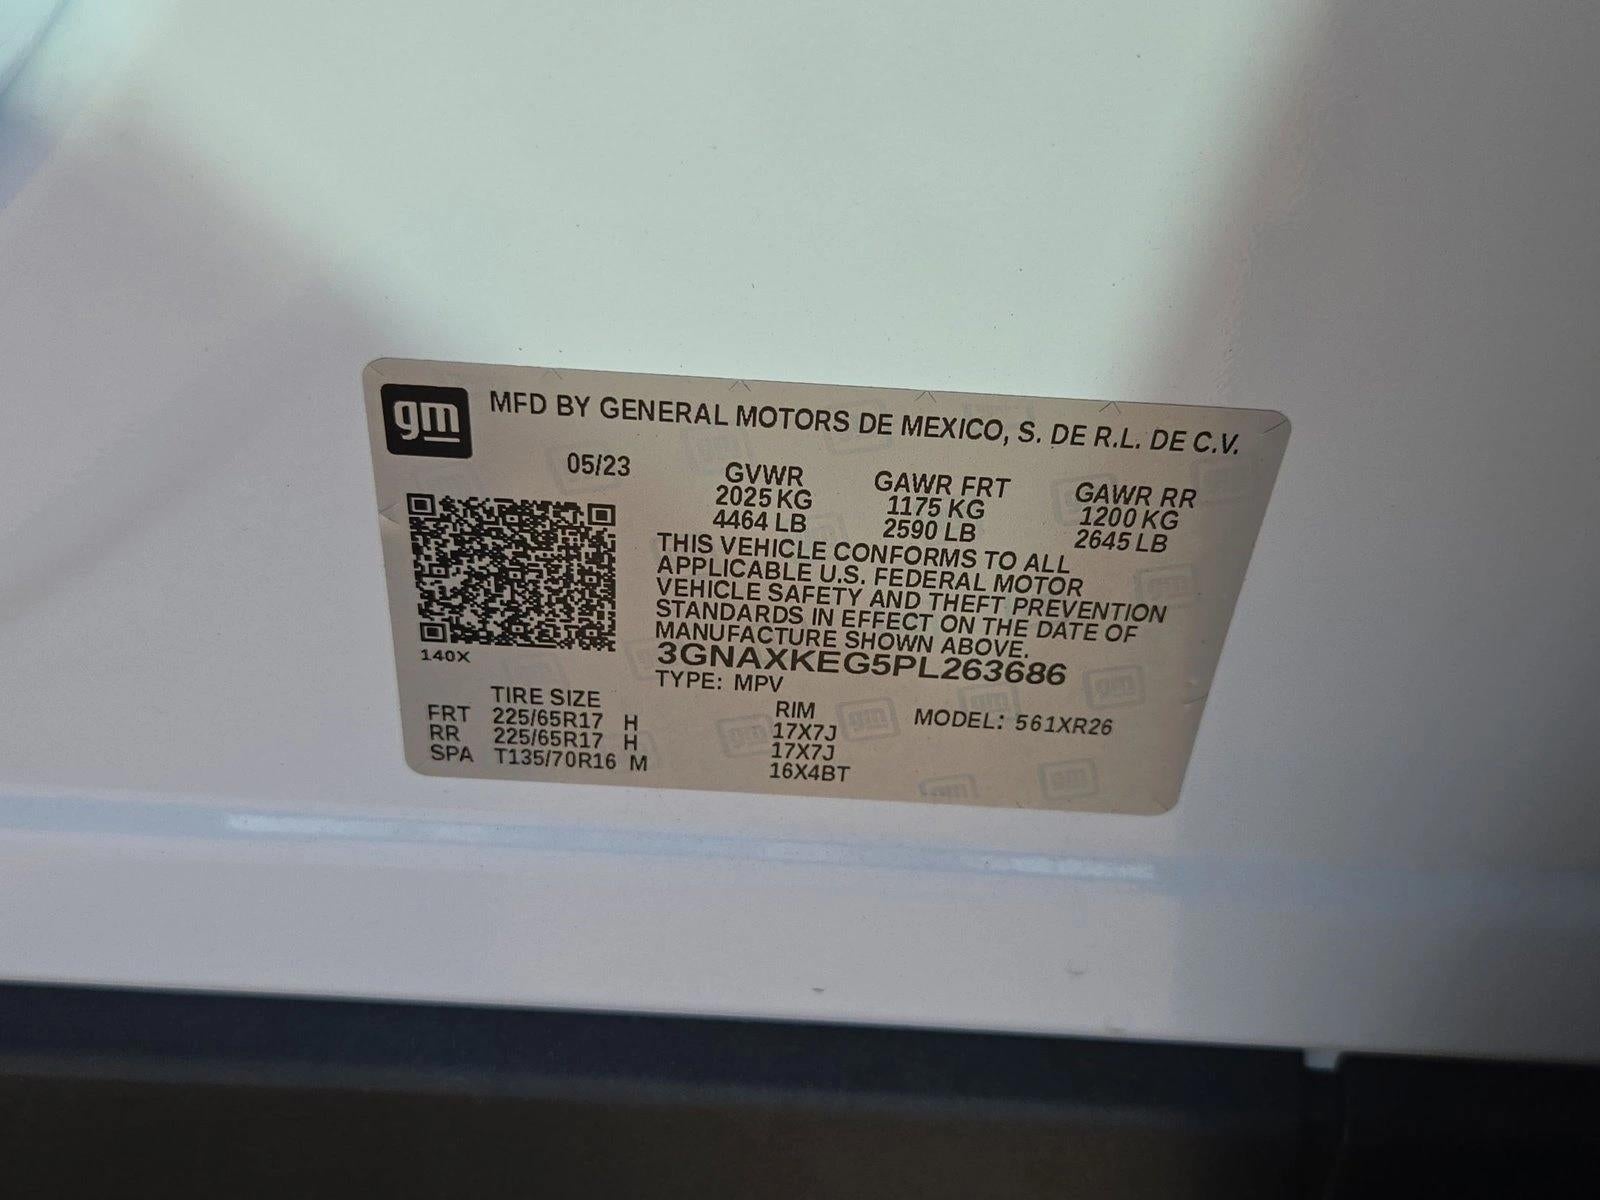 gm MFD BY GENERAL MOTORS DE MEXICO, S. DE R.L. DE C.V.
05/23 GVWR GAWR FRT GAWR RR
2025 KG 1175 KG 1200 KG
4464 LB 2590 LB 2645 LB
THIS VEHICLE CONFORMS TO ALL
APPLICABLE U.S. FEDERAL MOTOR
VEHICLE SAFETY AND THEFT PREVENTION
STANDARDS IN EFFECT ON THE DATE OF
MANUFACTURE SHOWN ABOVE.
140X
3GNAXKEG5PL263686
TYPE: MPV
TIRE SIZE RIM MODEL: 561XR26
FRT 225/65R17 H 17X7J
RR 225/65R17 H 17X7J
SPA T135/70R16 M 16X4BT